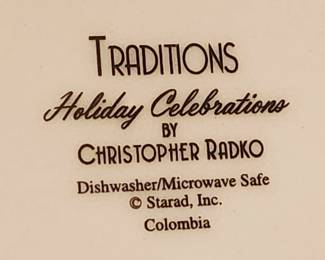 TRADITIONS
Holiday Celebrations
BY
CHRISTOPHER RADKO
Dishwasher/Microwave Safe
© Starad, Inc.
Colombia